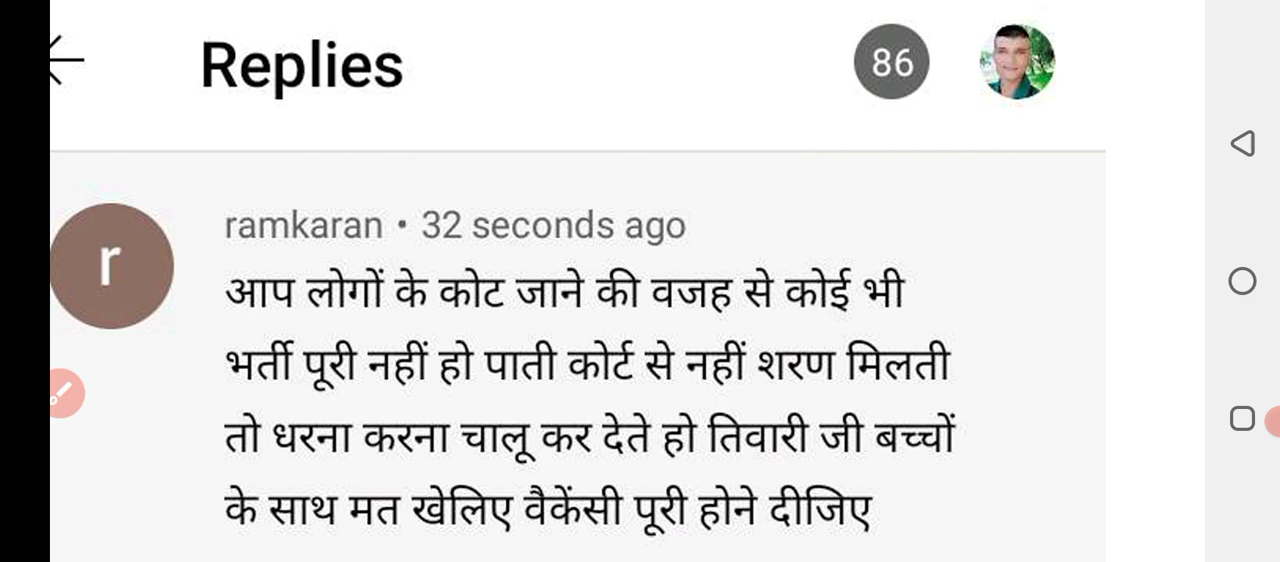 Replies
86
r
ramkaran • 32 seconds ago
आप लोगों के कोट जाने की वजह से कोई भी
भर्ती पूरी नहीं हो पाती कोर्ट से नहीं शरण मिलती
तो धरना करना चालू कर देते हो तिवारी जी बच्चों
के साथ मत खेलिए वैकेंसी पूरी होने दीजिए